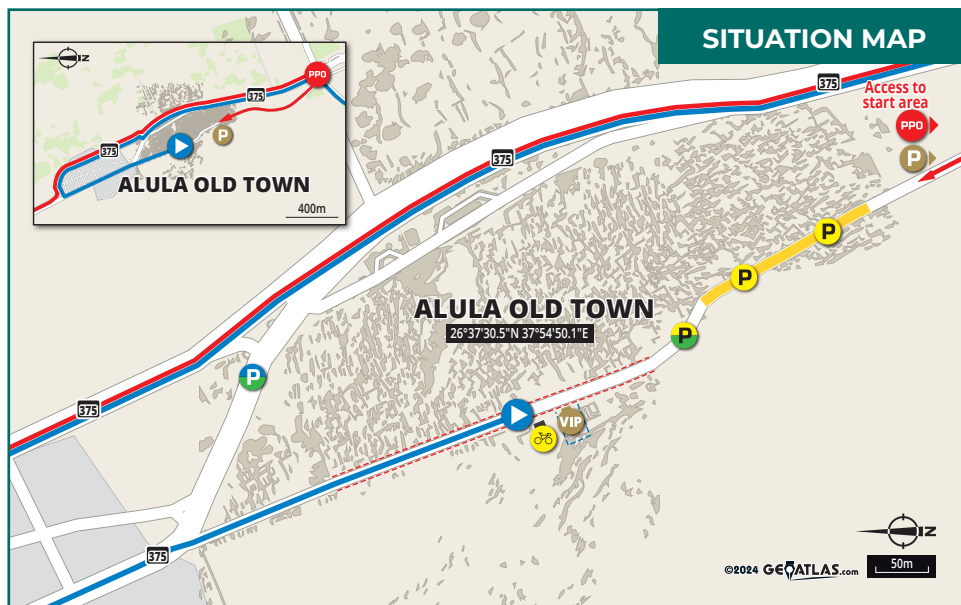 SITUATION MAP
N
PPO
375
P
375
ALULA OLD TOWN
400m
375
Access to
start area
PPO
P
375
P
P
ALULA OLD TOWN
26°37'30.5"N 37°54'50.1"E
P
P
375
VIP
375
N
©2024 GEOATLAS.com
50m